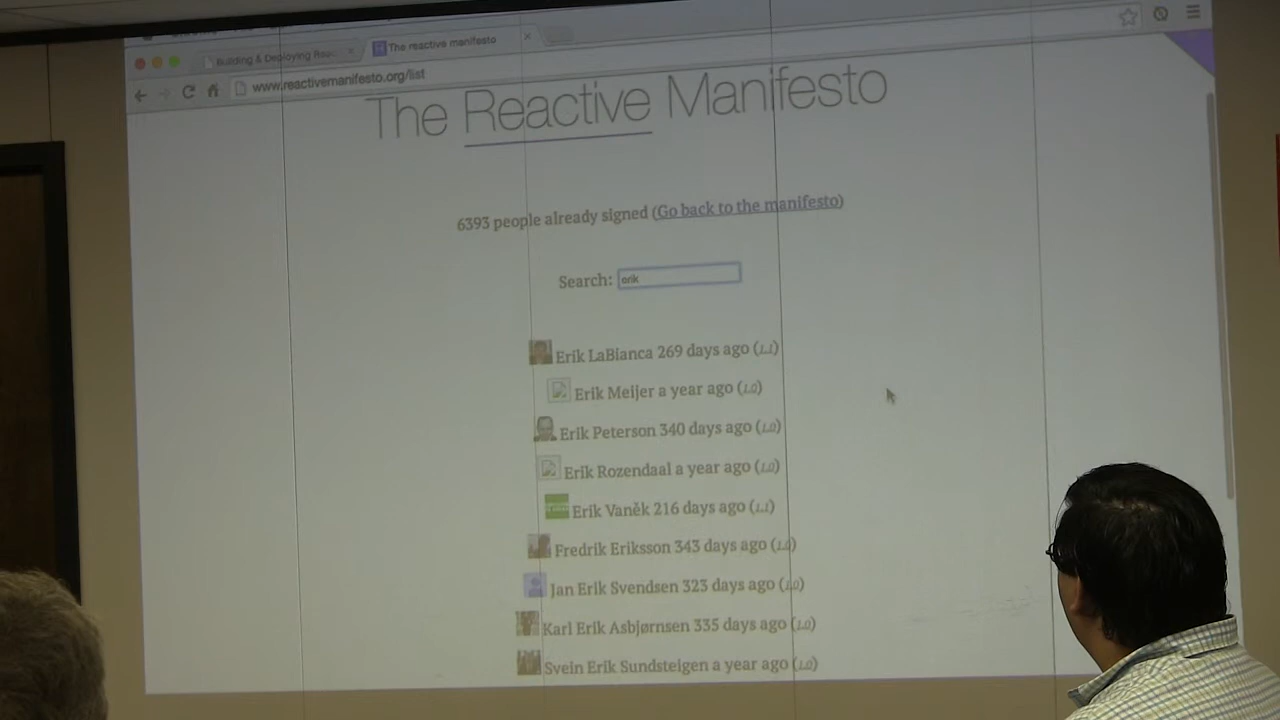 Building & Deploying Rea...
The reactive manifesto
www.reactivemanifesto.org/list
The Reactive Manifesto
6393 people already signed (Go back to the manifesto)
Search: erik
Erik LaBianca 269 days ago (1.1)
Erik Meijer a year ago (1.0)
Erik Peterson 340 days ago (1.0)
Erik Rozendaal a year ago (1.0)
Erik Vaněk 216 days ago (1.1)
Fredrik Eriksson 343 days ago (1.0)
Jan Erik Svendsen 323 days ago (1.0)
Karl Erik Asbjørnsen 335 days ago (1.0)
Svein Erik Sundsteigen a year ago (1.0)